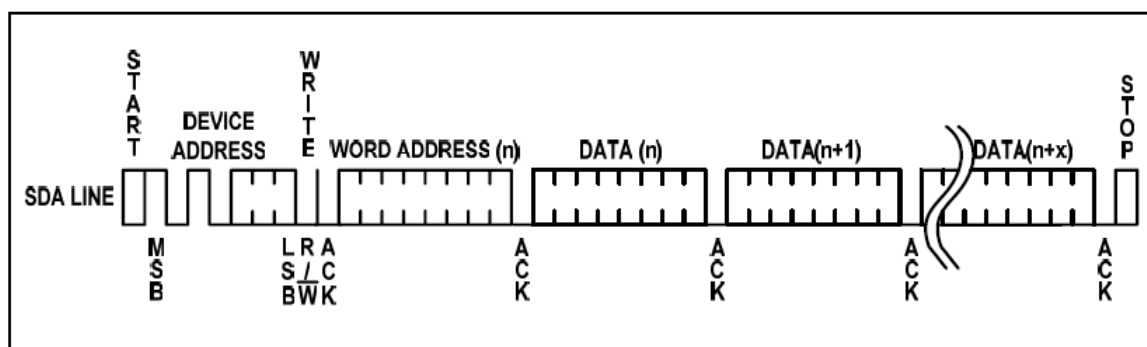 START
WRITE
STOP
DEVICE
ADDRESS
WORD ADDRESS (n)
DATA (n)
DATA(n+1)
DATA(n+x)
SDA LINE
MSB
LSB
R/W
ACK
ACK
ACK
ACK
ACK